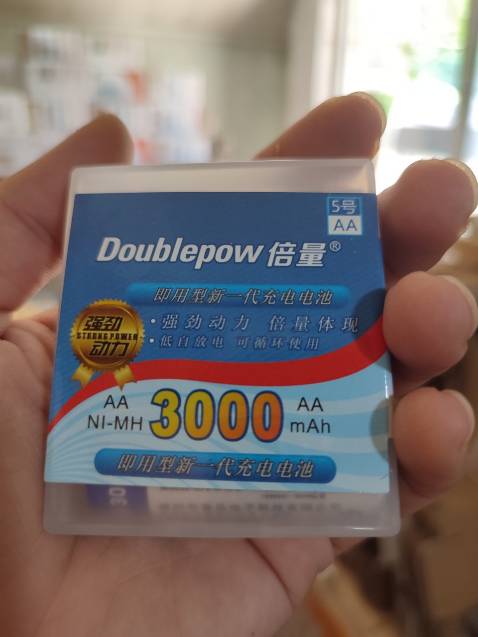 5号
AA
Doublepow 倍量®
即用型新一代充电电池
·强劲动力 倍量体现
·低自放电 可循环使用
强劲
STRONG POWER
动力
AA
NI-MH
3000
AA
mAh
即用型新一代充电电池
30